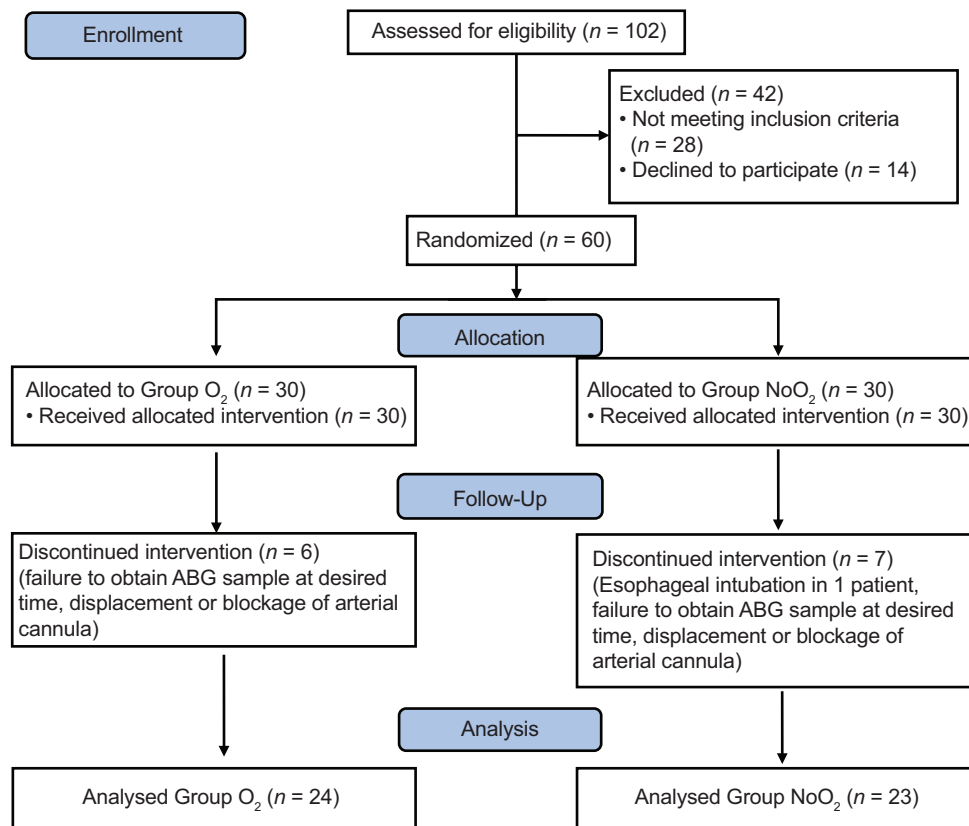 Enrollment
Assessed for eligibility (n = 102)
Excluded (n = 42)
• Not meeting inclusion criteria
(n = 28)
• Declined to participate (n = 14)
Randomized (n = 60)
Allocation
Allocated to Group O₂ (n = 30)
• Received allocated intervention (n = 30)
Allocated to Group NoO₂ (n = 30)
• Received allocated intervention (n = 30)
Follow-Up
Discontinued intervention (n = 6)
(failure to obtain ABG sample at desired
time, displacement or blockage of arterial
cannula)
Discontinued intervention (n = 7)
(Esophageal intubation in 1 patient,
failure to obtain ABG sample at desired
time, displacement or blockage of
arterial cannula)
Analysis
Analysed Group O₂ (n = 24)
Analysed Group NoO₂ (n = 23)